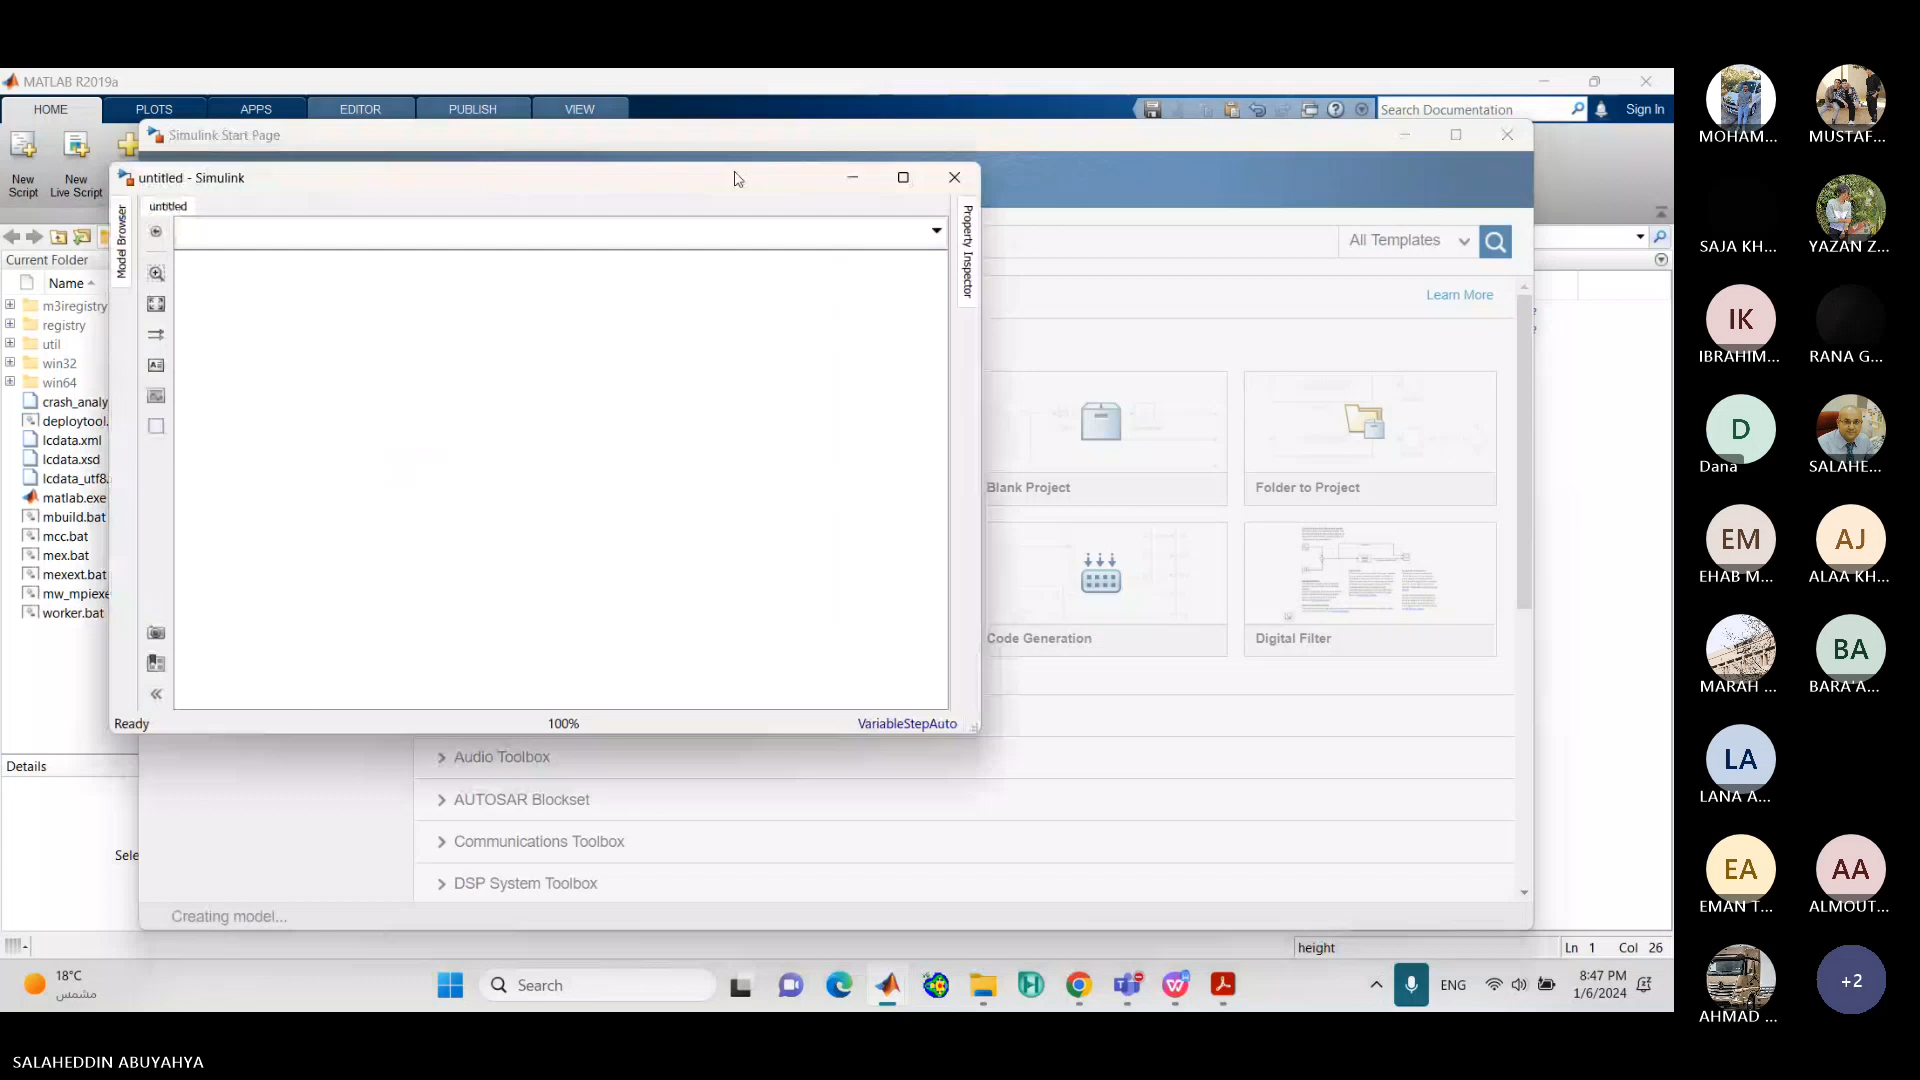 MATLAB R2019a
HOME PLOTS APPS EDITOR PUBLISH VIEW
Search Documentation
Sign In
New Script
New Live Script
Simulink Start Page
untitled - Simulink
untitled
Model Browser
Property Inspector
Ready 100% VariableStepAuto
All Templates
Learn More
Blank Project
Folder to Project
Code Generation
Digital Filter
Audio Toolbox
AUTOSAR Blockset
Communications Toolbox
DSP System Toolbox
Creating model...
Current Folder
Name
m3iregistry
registry
util
win32
win64
crash_analy
deploytool.
lcdata.xml
lcdata.xsd
lcdata_utf8.
matlab.exe
mbuild.bat
mcc.bat
mex.bat
mexext.bat
mw_mpiexe
worker.bat
Details
Sele
height
Ln 1 Col 26
18°C
مشمس
Search
ENG
8:47 PM
1/6/2024
MOHAM...
MUSTAF...
SAJA KH...
YAZAN Z...
IK
IBRAHIM...
RANA G...
D
Dana
SALAHE...
EM
EHAB M...
AJ
ALAA KH...
MARAH ...
BA
BARA'A...
LA
LANA A...
EA
EMAN T...
AA
ALMOUT...
AHMAD ...
+2
SALAHEDDIN ABUYAHYA